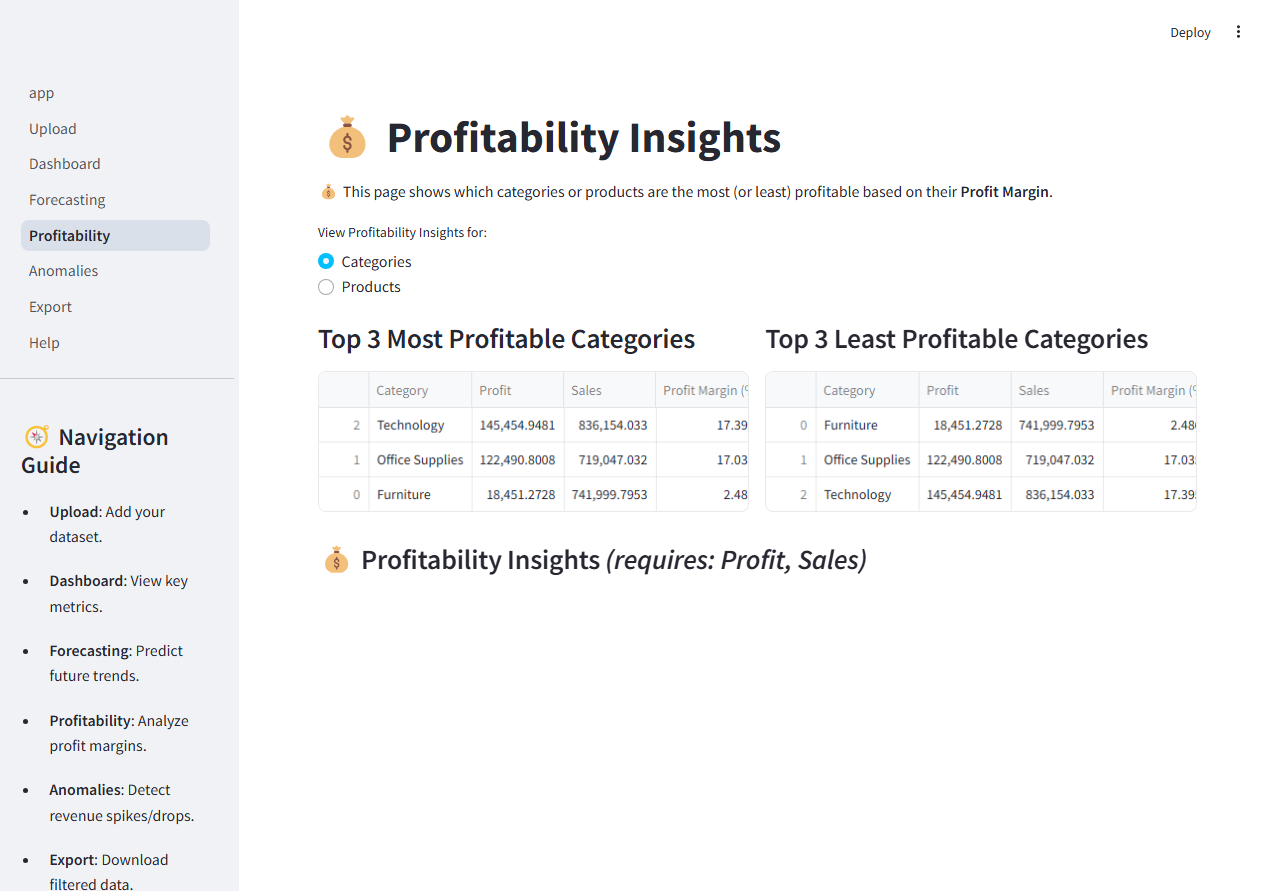 Deploy
app
Upload
Dashboard
Forecasting
Profitability
Anomalies
Export
Help
Navigation
Guide
Upload: Add your
dataset.
Dashboard: View key
metrics.
Forecasting: Predict
future trends.
Profitability: Analyze
profit margins.
Anomalies: Detect
revenue spikes/drops.
Export: Download
filtered data.
Profitability Insights
This page shows which categories or products are the most (or least) profitable based on their Profit Margin.
View Profitability Insights for:
Categories
Products
Top 3 Most Profitable Categories
Category Profit Sales Profit Margin (%
2 Technology 145,454.9481 836,154.033 17.39
1 Office Supplies 122,490.8008 719,047.032 17.03
0 Furniture 18,451.2728 741,999.7953 2.48
Top 3 Least Profitable Categories
Category Profit Sales Profit Margin (%
0 Furniture 18,451.2728 741,999.7953 2.48
1 Office Supplies 122,490.8008 719,047.032 17.03
2 Technology 145,454.9481 836,154.033 17.39
Profitability Insights (requires: Profit, Sales)